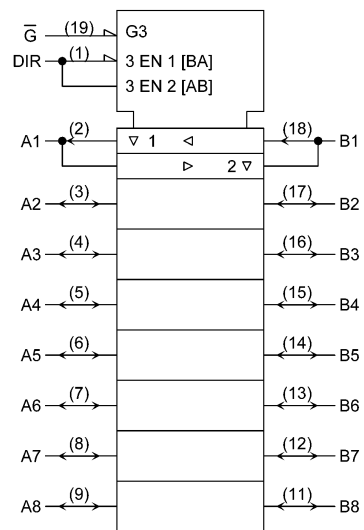 G̅ (19) G3
DIR (1) 3 EN 1 [BA]
3 EN 2 [AB]
A1 (2) ▽ 1 ◁ (18) B1
▷ 2 ▽
A2 (3) (17) B2
A3 (4) (16) B3
A4 (5) (15) B4
A5 (6) (14) B5
A6 (7) (13) B6
A7 (8) (12) B7
A8 (9) (11) B8